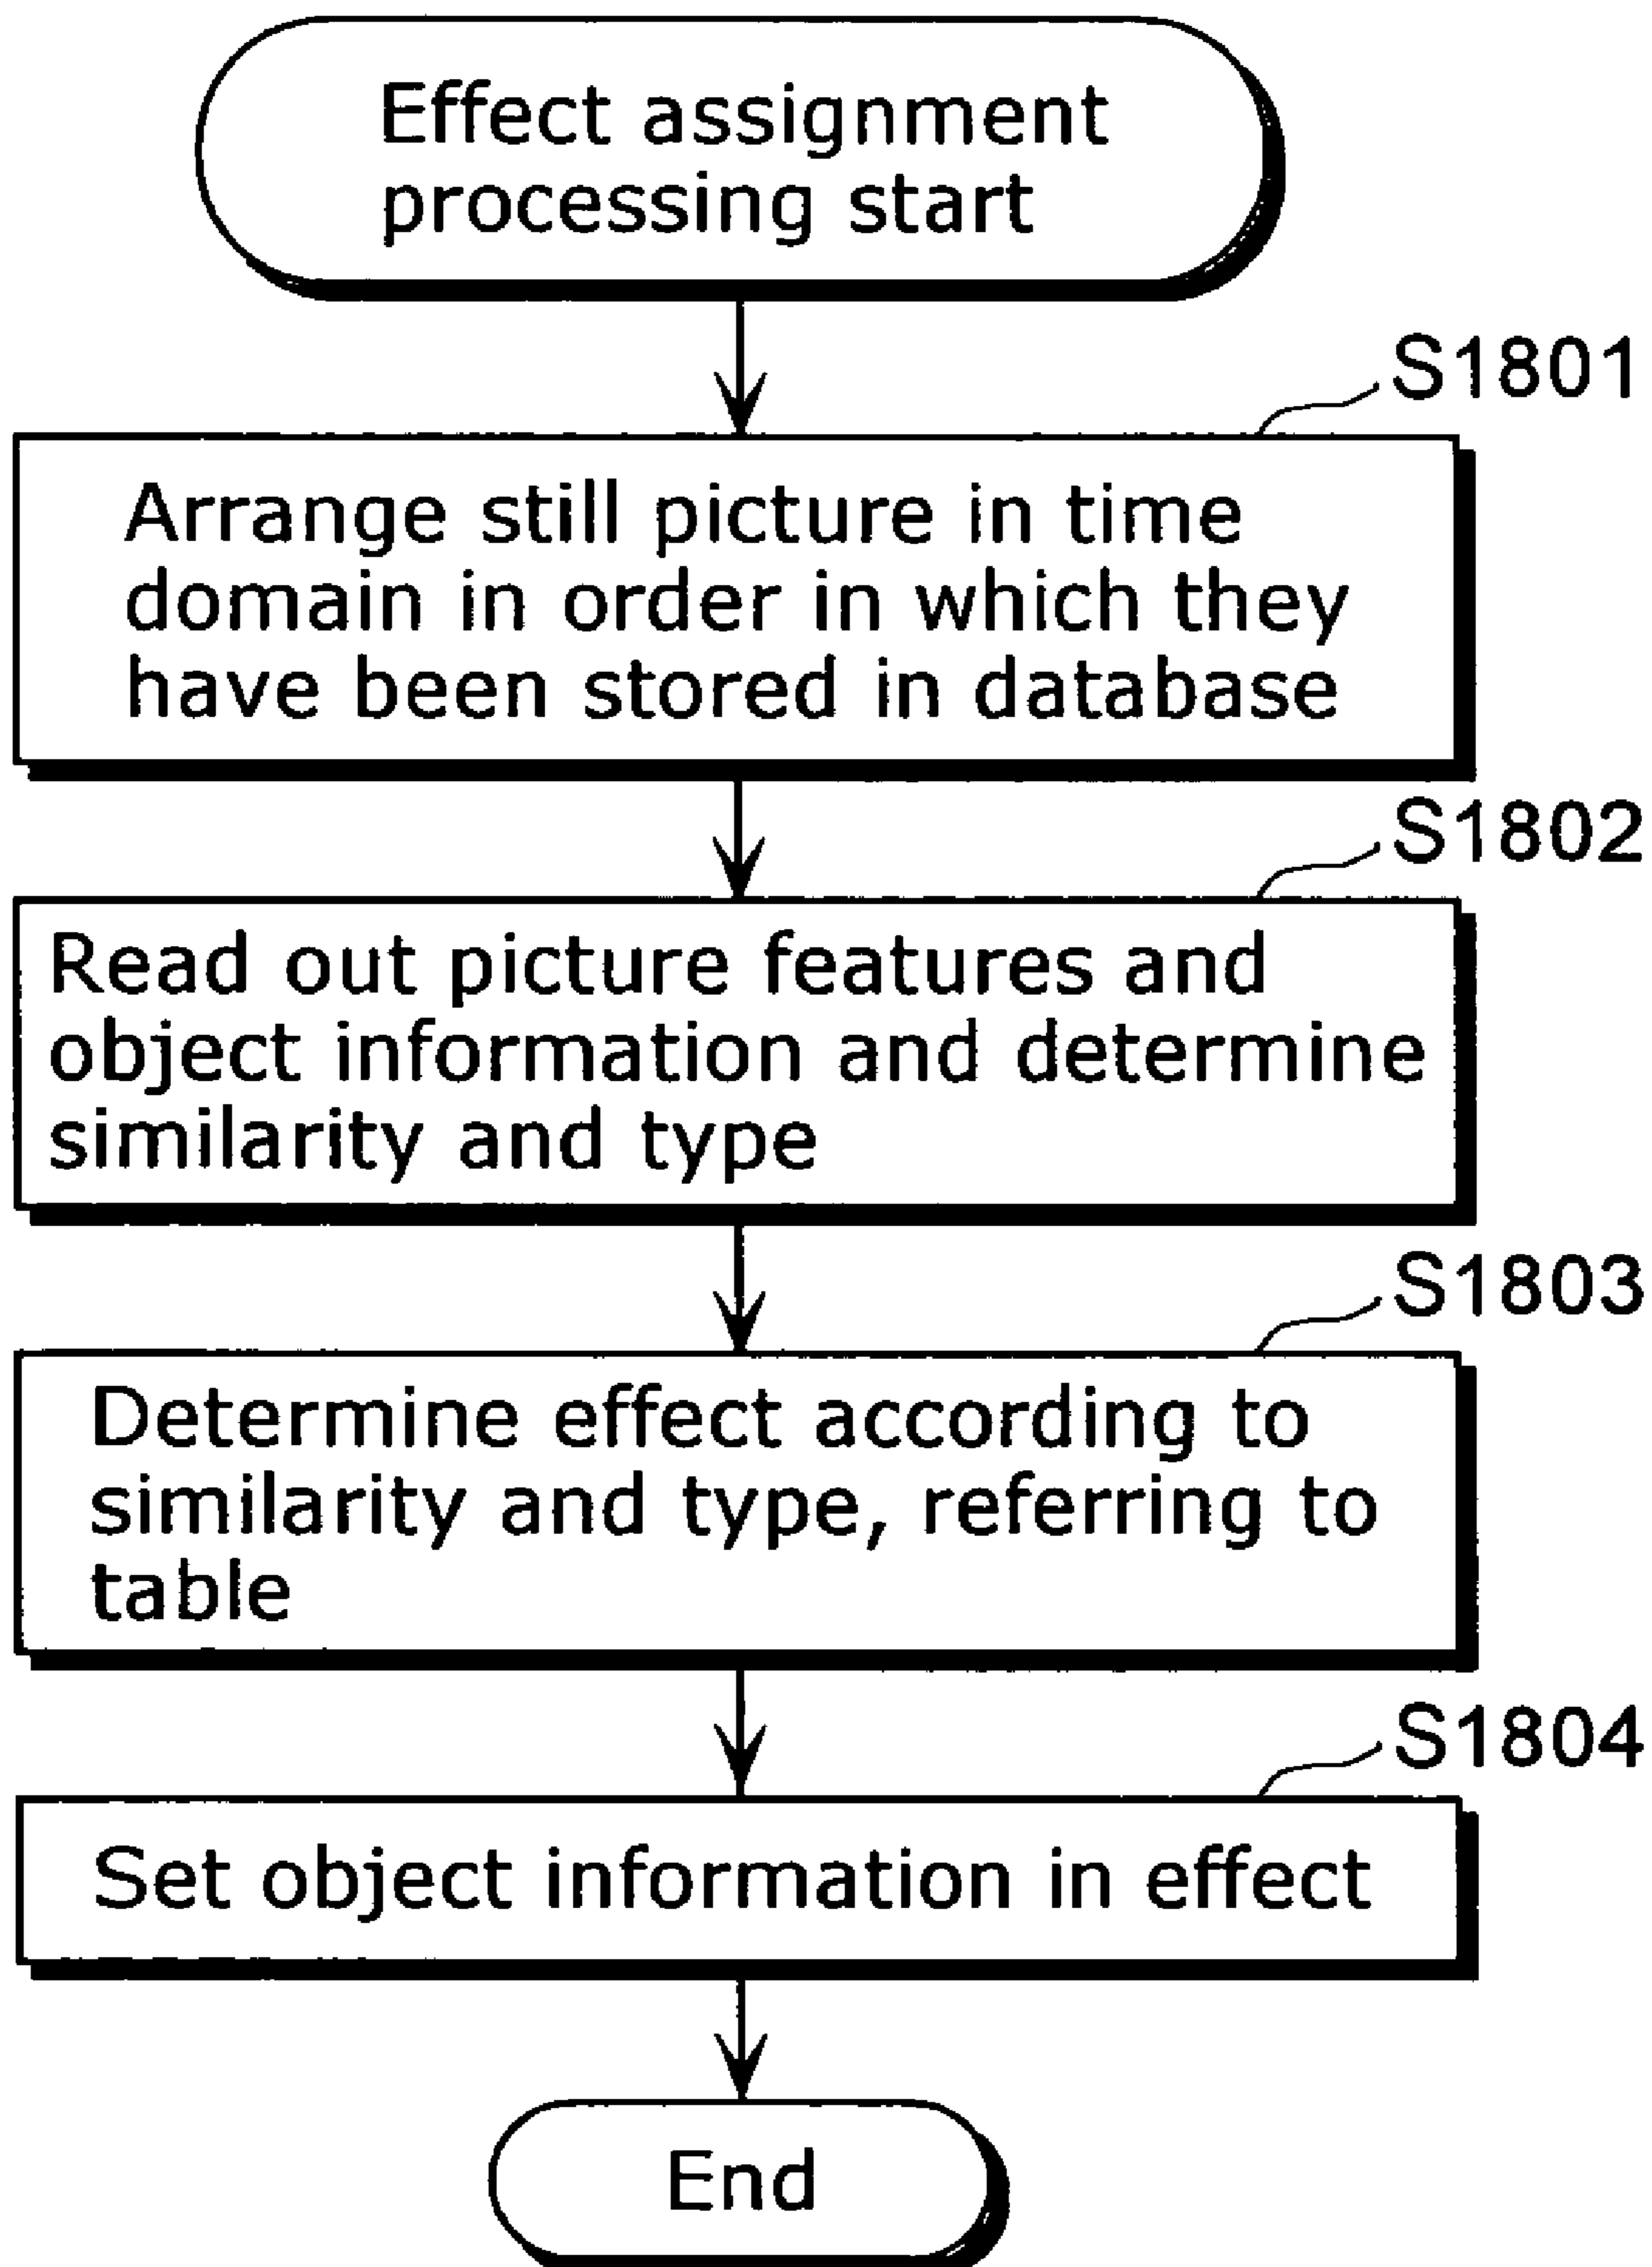 Effect assignment
processing start
S1801
Arrange still picture in time
domain in order in which they
have been stored in database
S1802
Read out picture features and
object information and determine
similarity and type
S1803
Determine effect according to
similarity and type, referring to
table
S1804
Set object information in effect
End